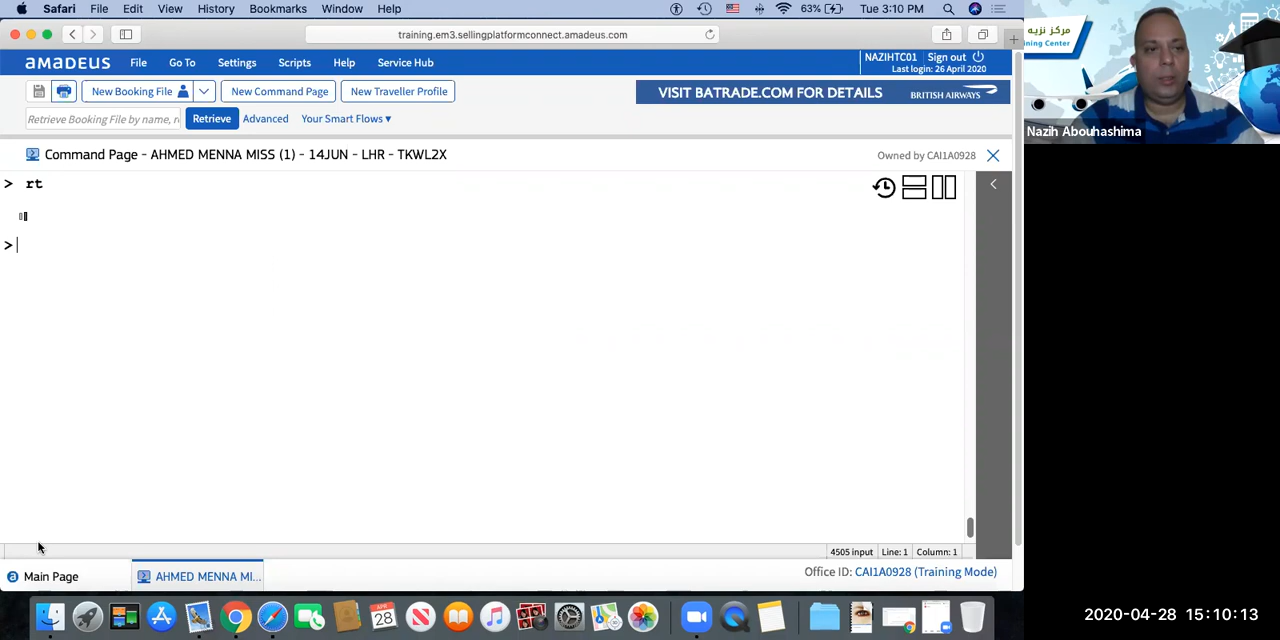 Safari File Edit View History Bookmarks Window Help 63% Tue 3:10 PM
training.em3.sellingplatformconnect.amadeus.com
amadeus File Go To Settings Scripts Help Service Hub NAZIHTC01 Sign out
Last login: 26 April 2020
New Booking File New Command Page New Traveller Profile VISIT BATRADE.COM FOR DETAILS BRITISH AIRWAYS
Retrieve Booking File by name, r Retrieve Advanced Your Smart Flows
Command Page - AHMED MENNA MISS (1) - 14JUN - LHR - TKWL2X Owned by CAI1A0928
> rt
>
4505 input Line: 1 Column: 1
Main Page AHMED MENNA MI... Office ID: CAI1A0928 (Training Mode)
APR
28
مركز نزيه
ining Center
Nazih Abouhashima
2020-04-28 15:10:13